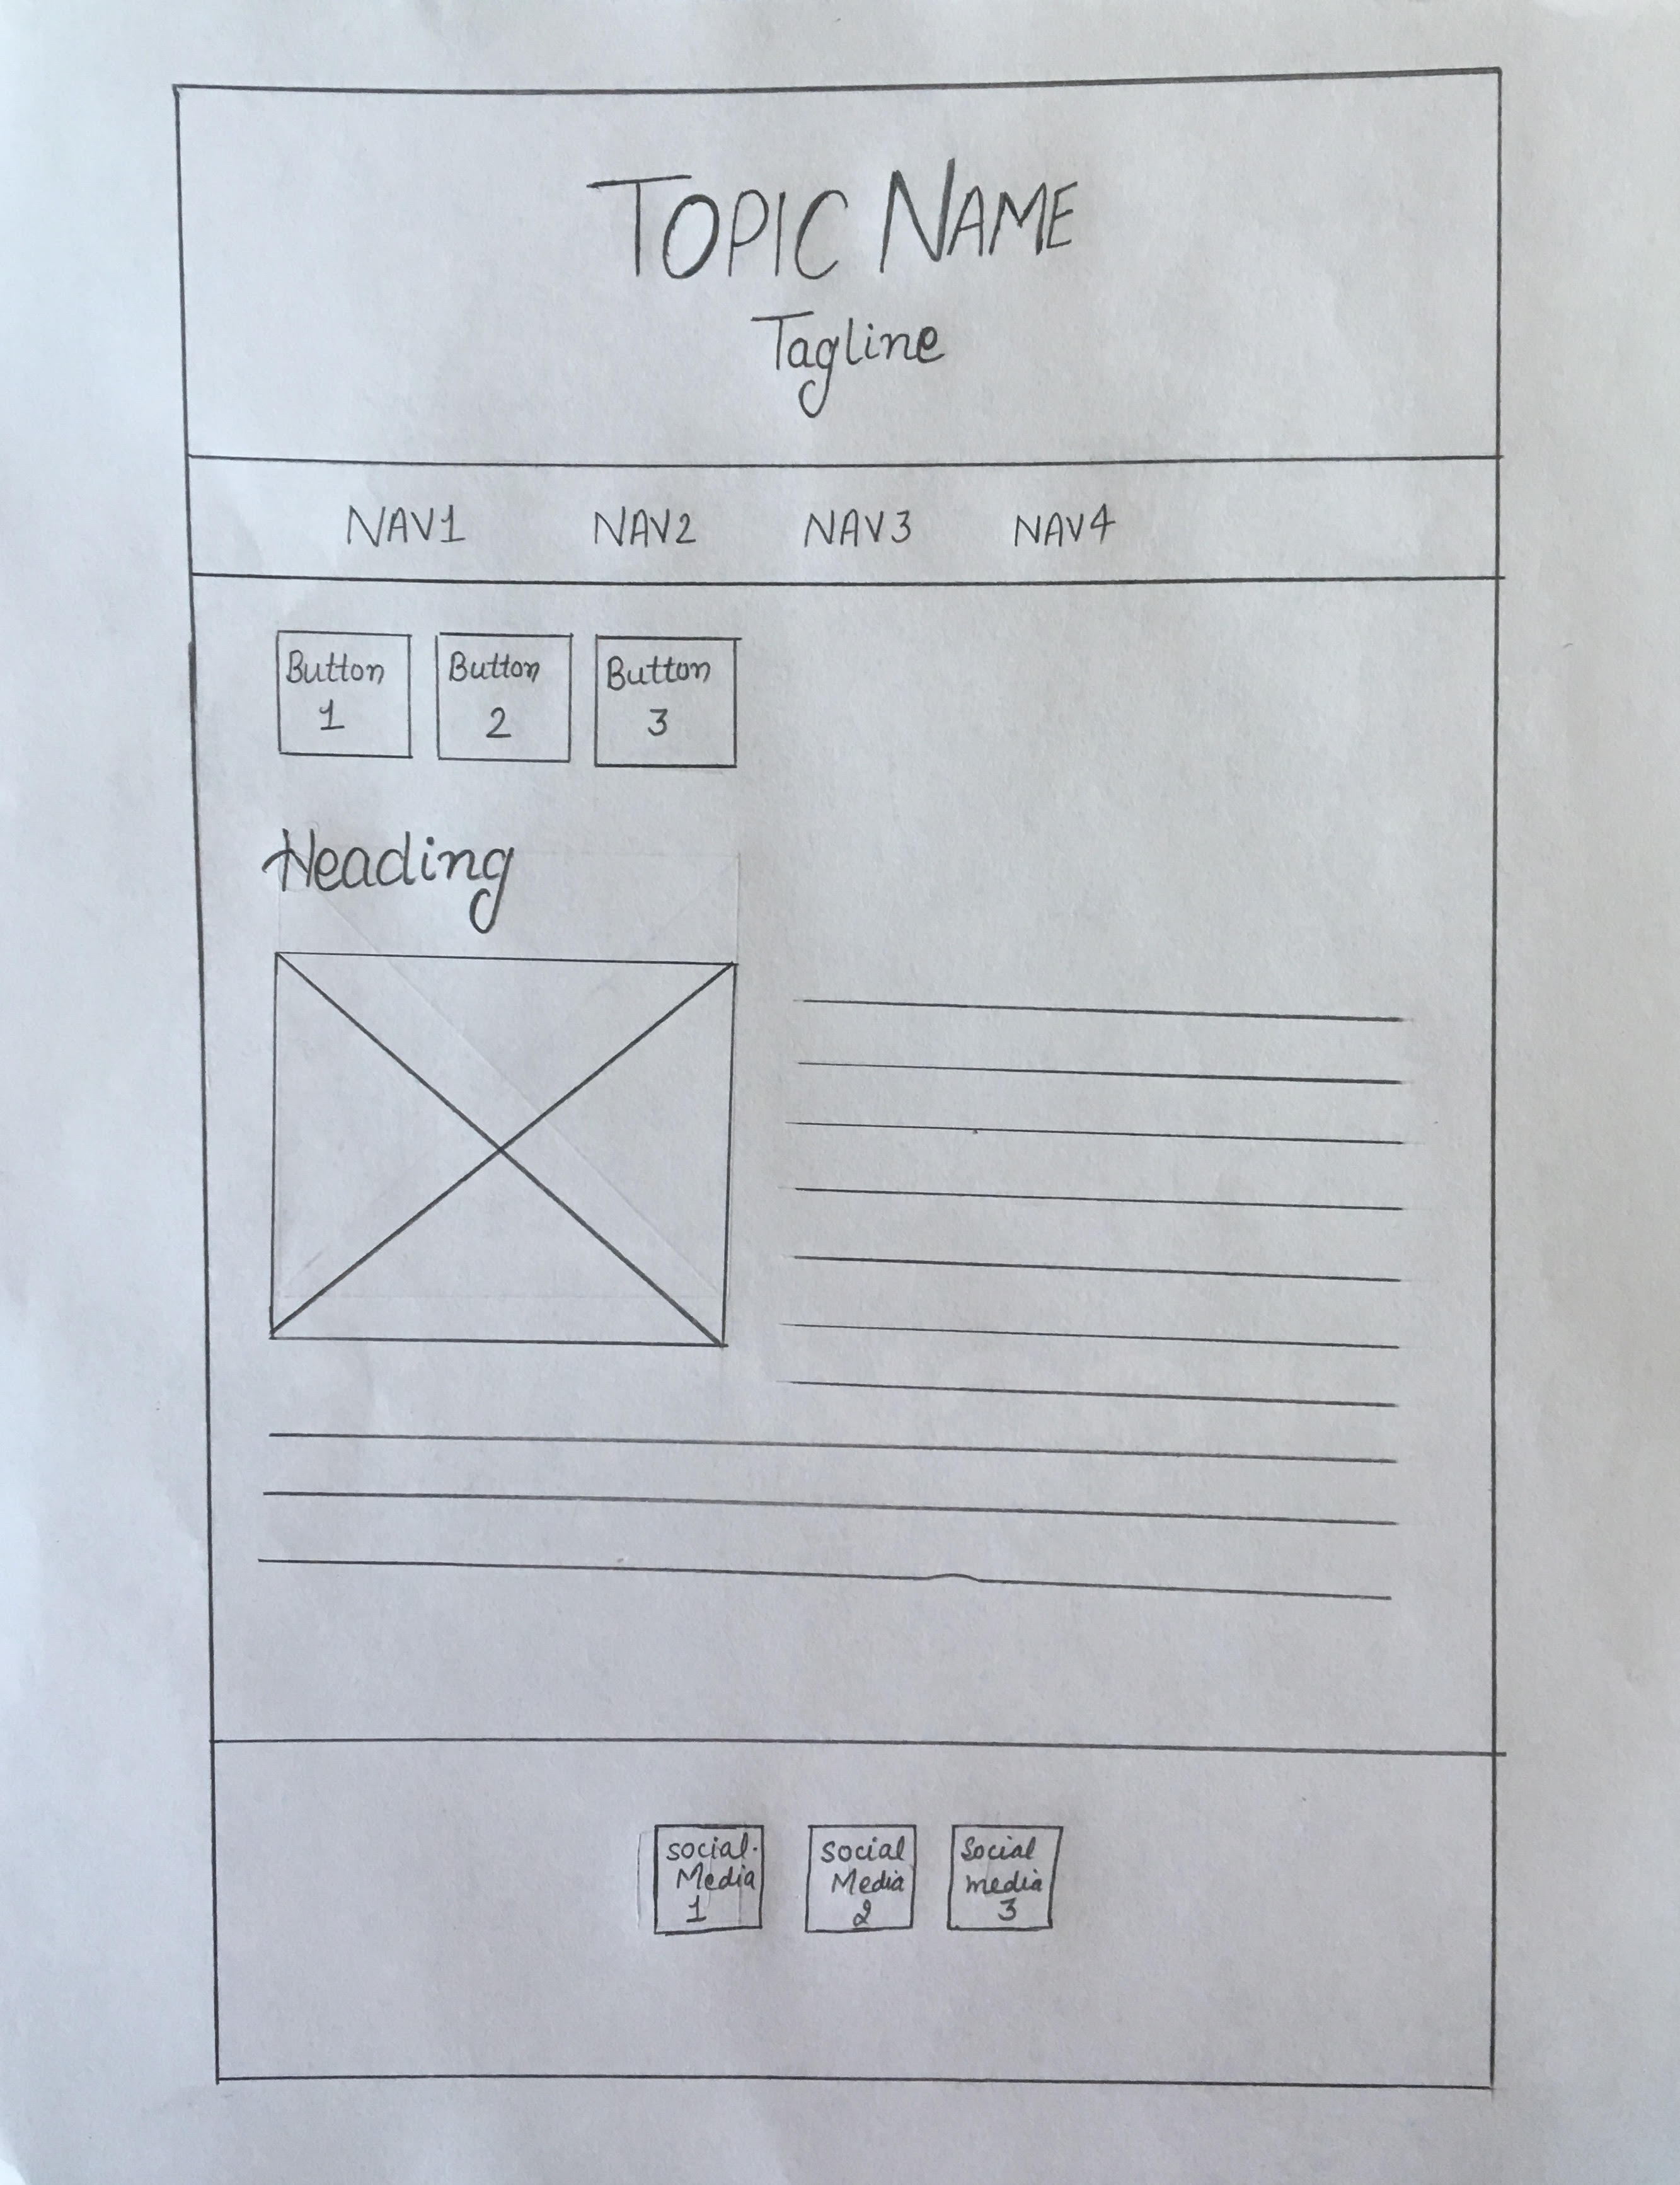 TOPIC NAME
Tagline
NAV1 NAV2 NAV3 NAV4
Button
1
Button
2
Button
3
Heading
social.
Media
1
Social
Media
2
Social
media
3